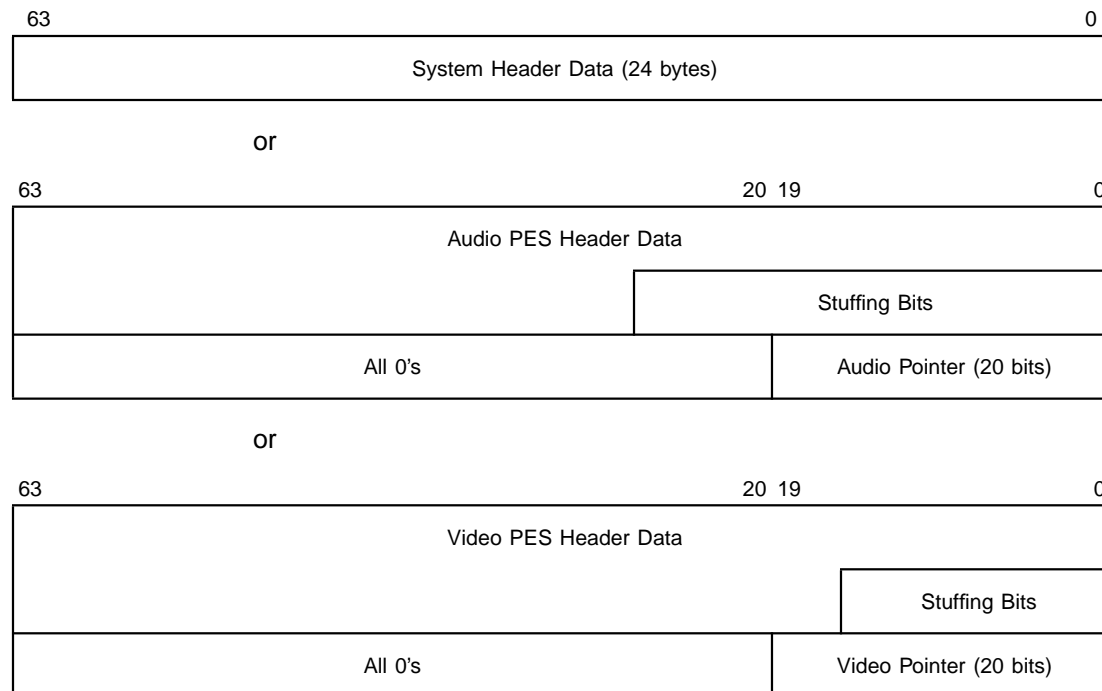 63 0
System Header Data (24 bytes)
or
63 20 19 0
Audio PES Header Data
Stuffing Bits
All 0's Audio Pointer (20 bits)
or
63 20 19 0
Video PES Header Data
Stuffing Bits
All 0's Video Pointer (20 bits)